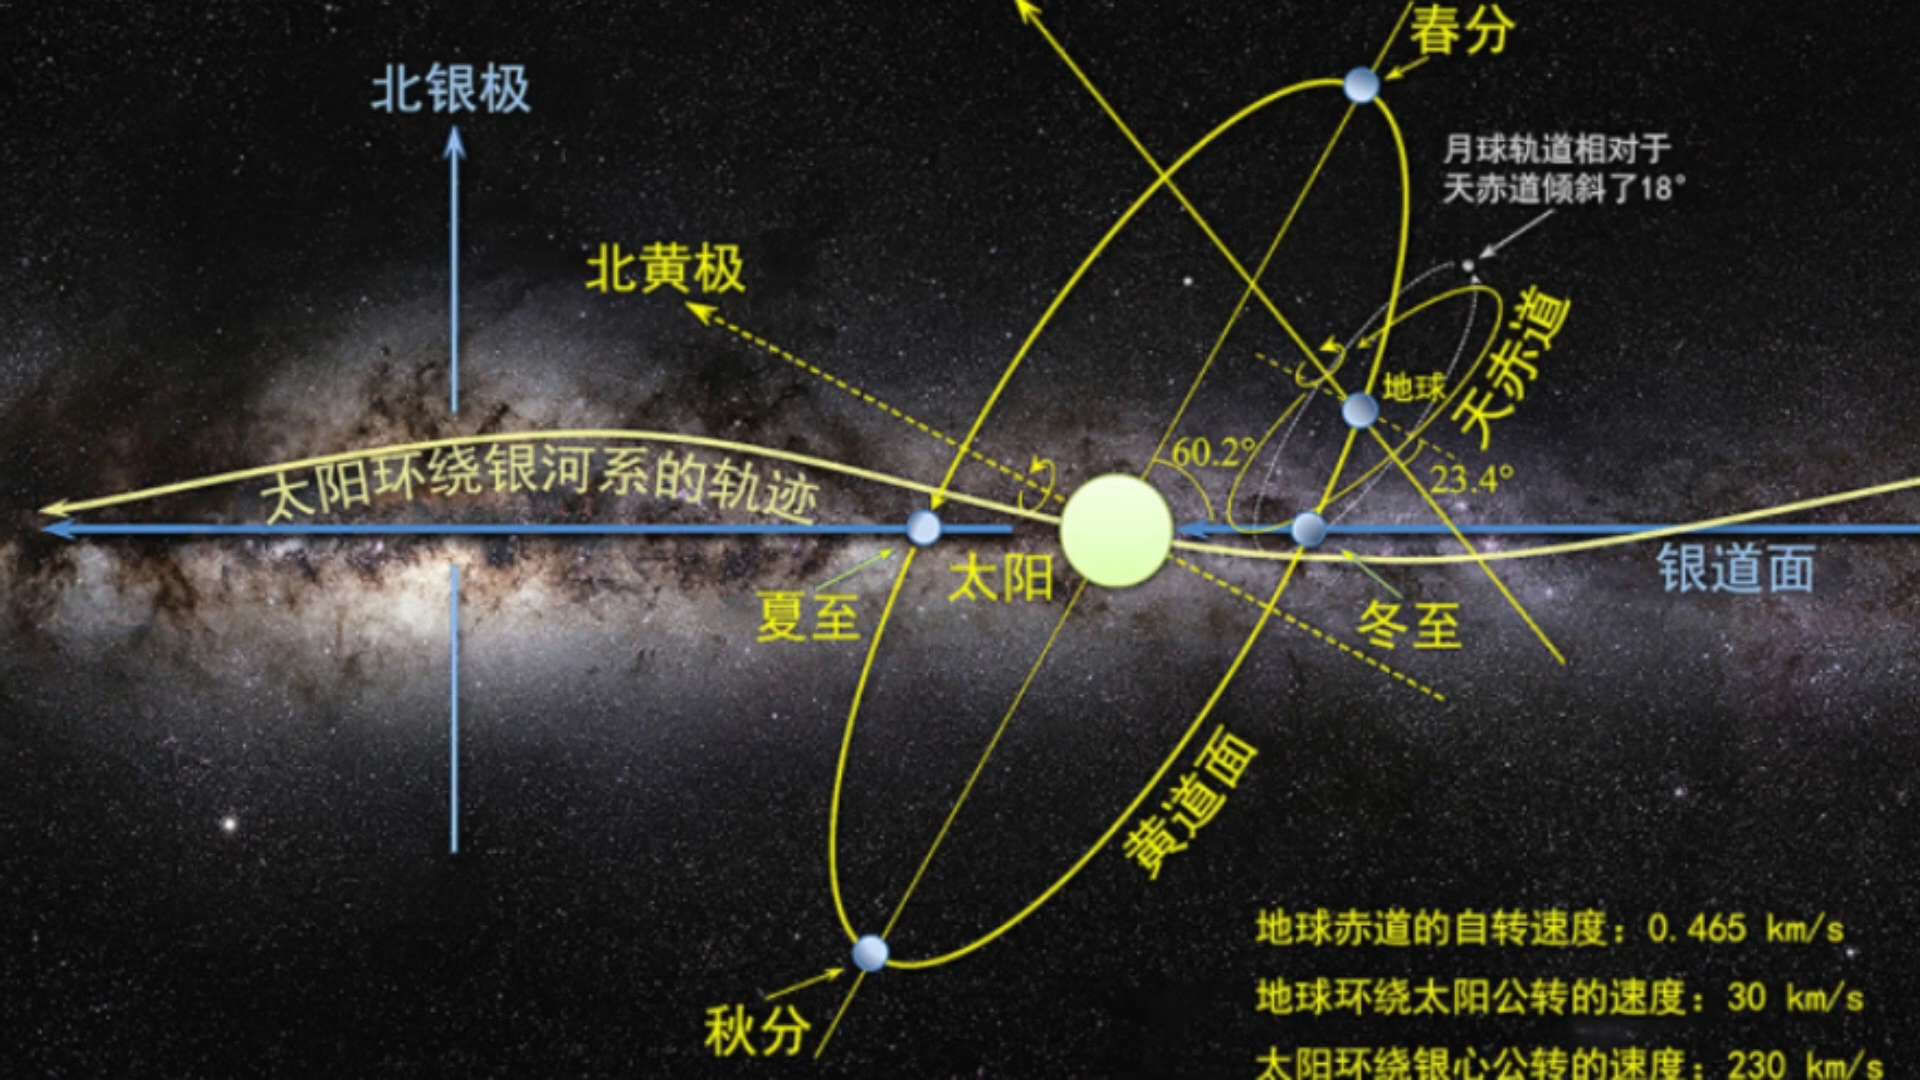 春分
北银极
月球轨道相对于
天赤道倾斜了18°
北黄极
天赤道
地球
60.2°
23.4°
太阳环绕银河系的轨迹
太阳
银道面
夏至
冬至
黄道面
秋分
地球赤道的自转速度：0.465 km/s
地球环绕太阳公转的速度：30 km/s
太阳环绕银心公转的速度：230 km/s